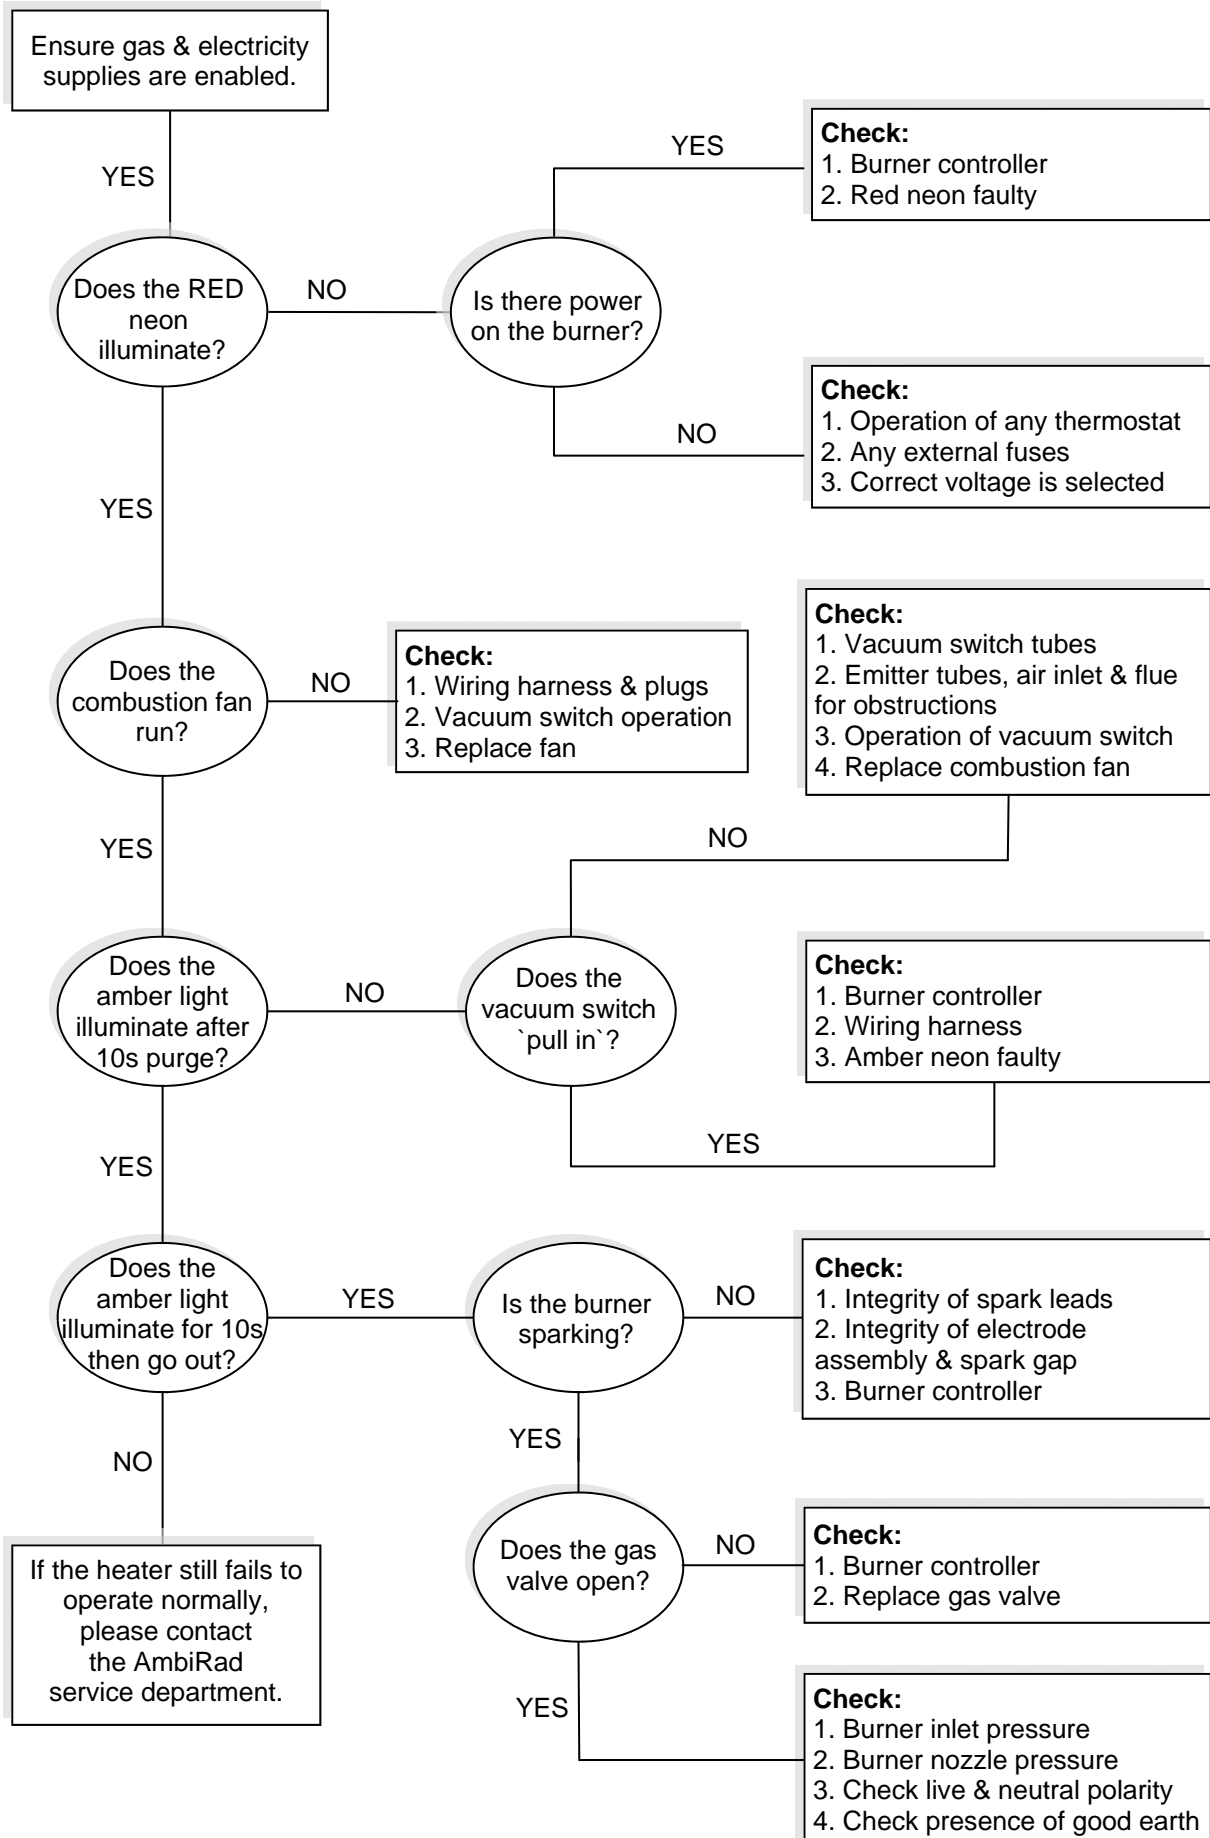 Ensure gas & electricity
supplies are enabled.
YES
Does the RED
neon
illuminate?
NO
Is there power
on the burner?
YES
Check:
1. Burner controller
2. Red neon faulty
NO
Check:
1. Operation of any thermostat
2. Any external fuses
3. Correct voltage is selected
YES
Does the
combustion fan
run?
NO
Check:
1. Wiring harness & plugs
2. Vacuum switch operation
3. Replace fan
YES
Does the
amber light
illuminate after
10s purge?
NO
Does the
vacuum switch
`pull in`?
NO
Check:
1. Vacuum switch tubes
2. Emitter tubes, air inlet & flue
for obstructions
3. Operation of vacuum switch
4. Replace combustion fan
YES
Check:
1. Burner controller
2. Wiring harness
3. Amber neon faulty
YES
Does the
amber light
illuminate for 10s
then go out?
YES
Is the burner
sparking?
NO
Check:
1. Integrity of spark leads
2. Integrity of electrode
assembly & spark gap
3. Burner controller
YES
Does the gas
valve open?
NO
Check:
1. Burner controller
2. Replace gas valve
YES
Check:
1. Burner inlet pressure
2. Burner nozzle pressure
3. Check live & neutral polarity
4. Check presence of good earth
NO
If the heater still fails to
operate normally,
please contact
the AmbiRad
service department.